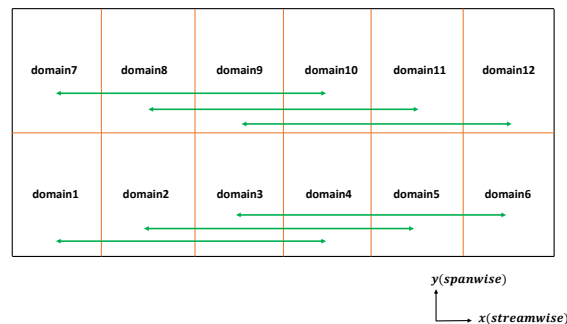 domain7 domain8 domain9 domain10 domain11 domain12
domain1 domain2 domain3 domain4 domain5 domain6
y(spanwise)
x(streamwise)